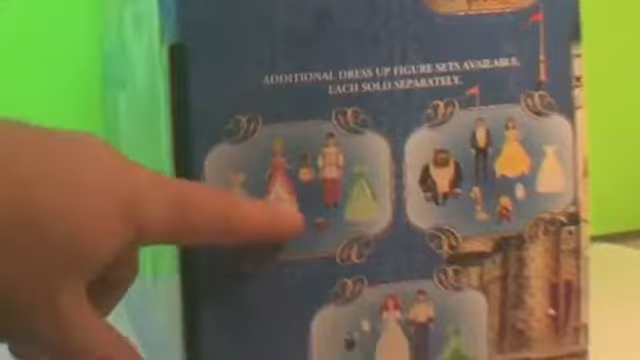 ADDITIONAL DRESS UP FIGURE SETS AVAILABLE.
EACH SOLD SEPARATELY.